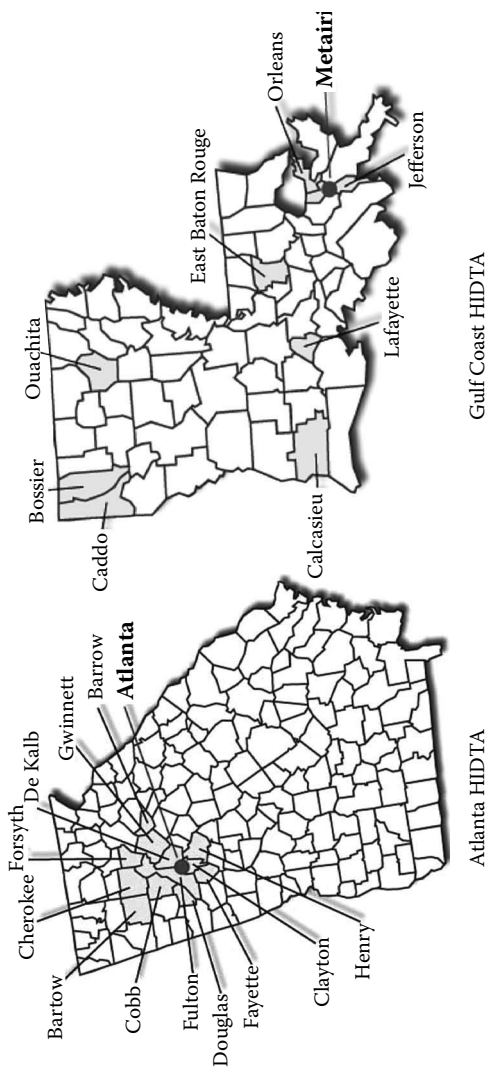 Bartow
Cherokee
Forsyth
De Kalb
Gwinnett
Barrow
Atlanta
Cobb
Fulton
Douglas
Fayette
Clayton
Henry
Atlanta HIDTA
Caddo
Bossier
Ouachita
East Baton Rouge
Orleans
Metairi
Calcasieu
Lafayette
Jefferson
Gulf Coast HIDTA